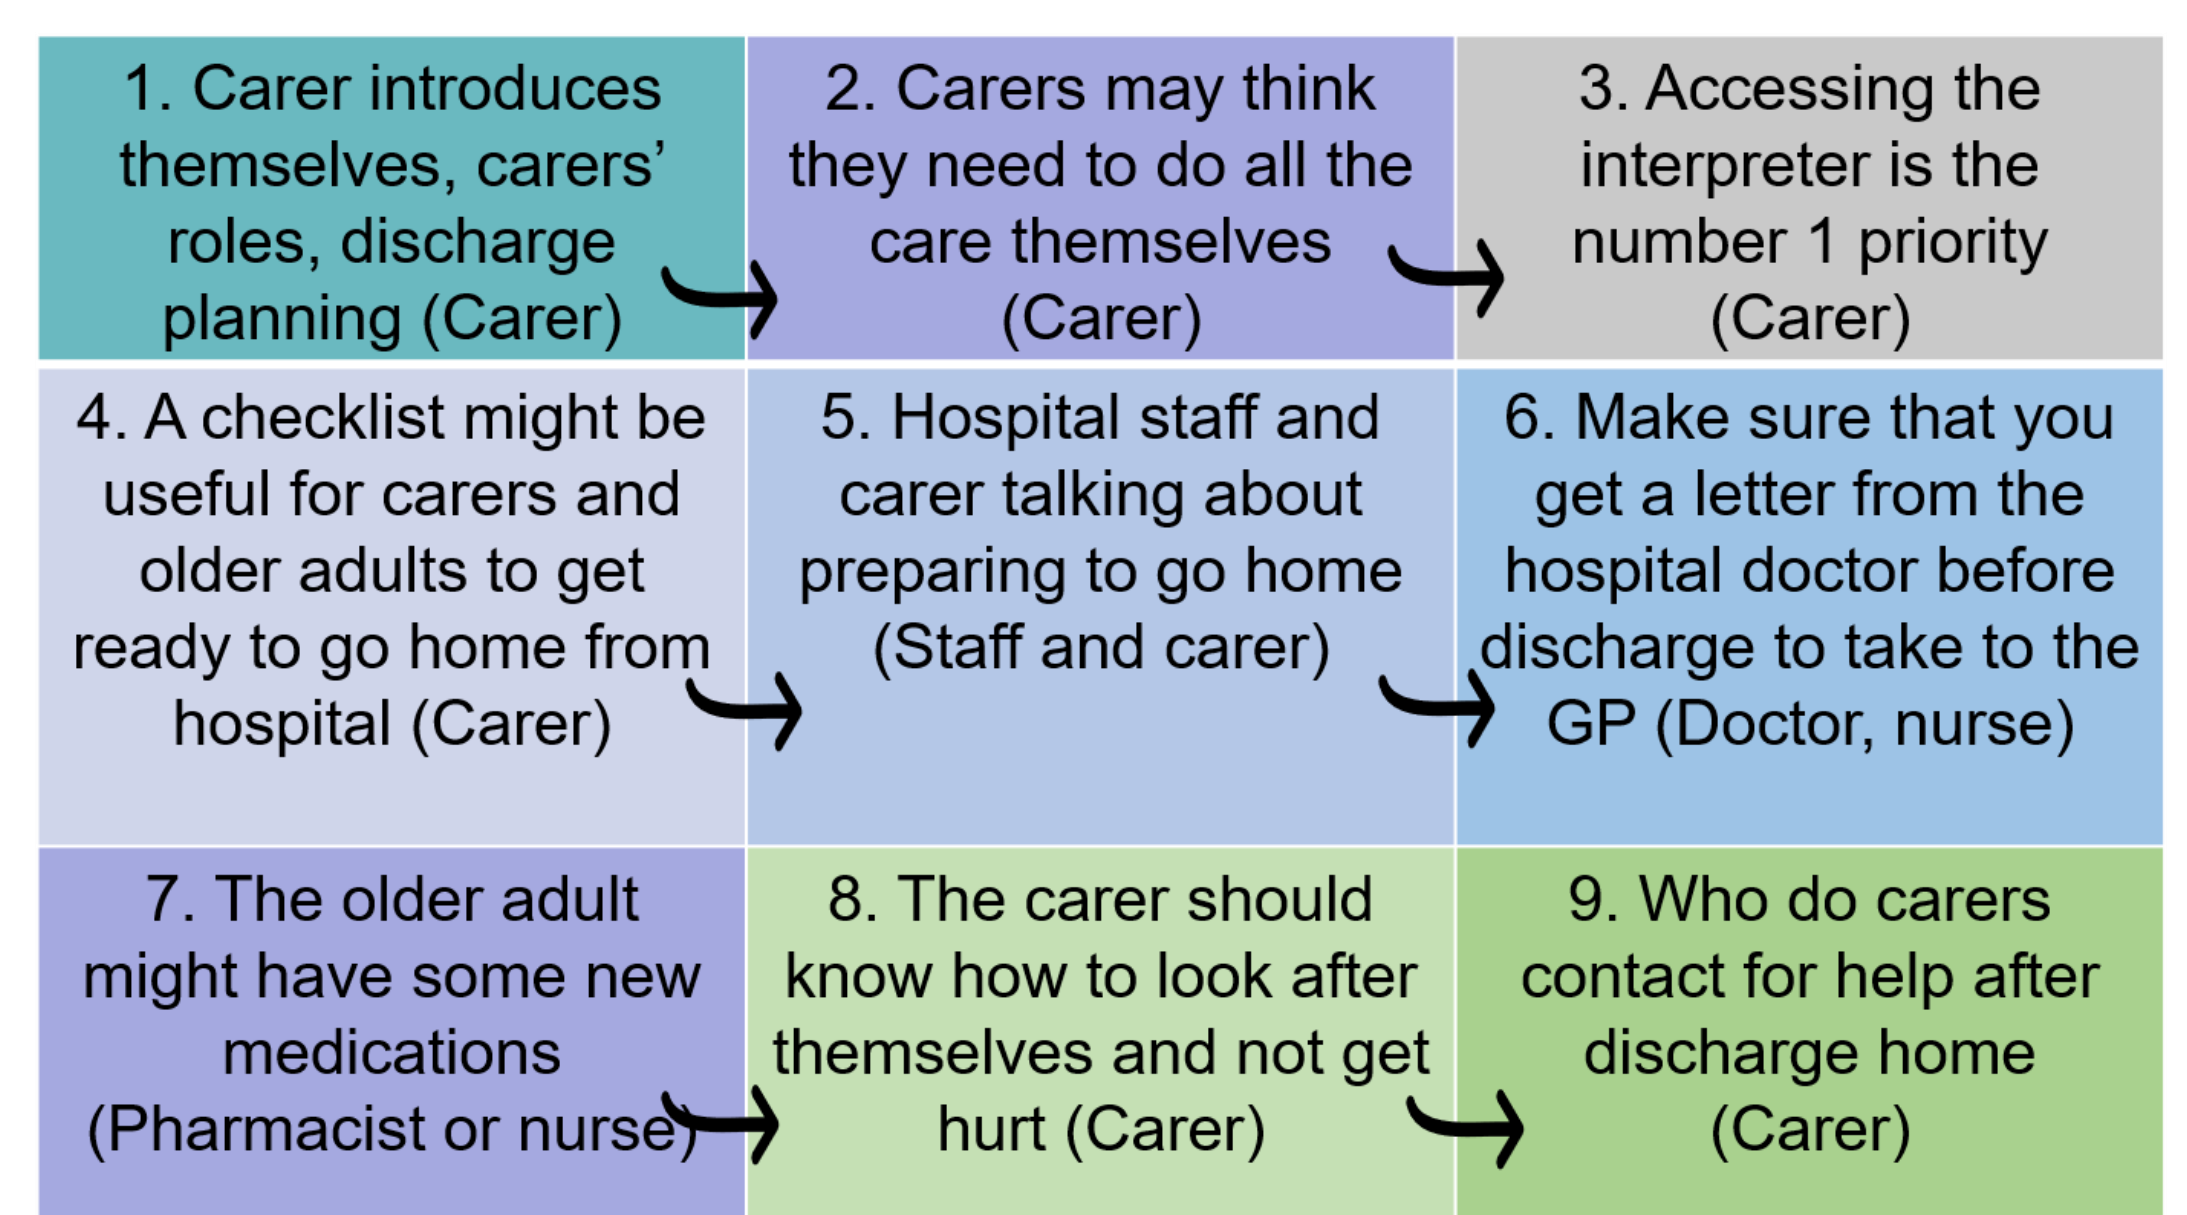 1. Carer introduces
themselves, carers’
roles, discharge
planning (Carer)
2. Carers may think
they need to do all the
care themselves
(Carer)
3. Accessing the
interpreter is the
number 1 priority
(Carer)
4. A checklist might be
useful for carers and
older adults to get
ready to go home from
hospital (Carer)
5. Hospital staff and
carer talking about
preparing to go home
(Staff and carer)
6. Make sure that you
get a letter from the
hospital doctor before
discharge to take to the
GP (Doctor, nurse)
7. The older adult
might have some new
medications
(Pharmacist or nurse)
8. The carer should
know how to look after
themselves and not get
hurt (Carer)
9. Who do carers
contact for help after
discharge home
(Carer)